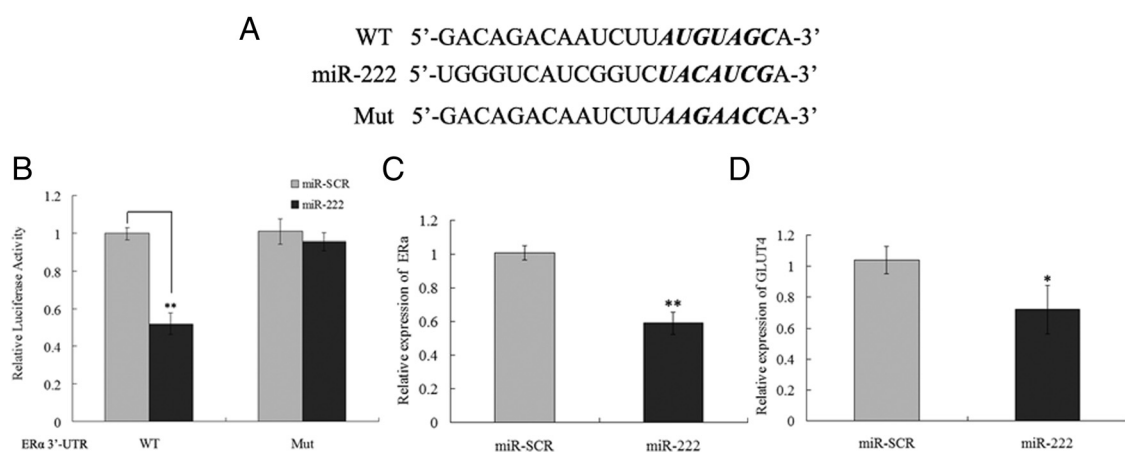 A
WT 5'-GACAGACAAUCUUAUGUAGCA-3'
miR-222 5'-UGGGUCAUCGGUCUACAUCGA-3'
Mut 5'-GACAGACAAUCUUAAGAACCA-3'
B
miR-SCR
miR-222
Relative Luciferase Activity
1.2
1
0.8
0.6
0.4
0.2
0
**
ERα 3'-UTR WT Mut
C
Relative expression of ERa
1.2
1
0.8
0.6
0.4
0.2
0
**
miR-SCR miR-222
D
Relative expression of GLUT4
1.2
1
0.8
0.6
0.4
0.2
0
*
miR-SCR miR-222